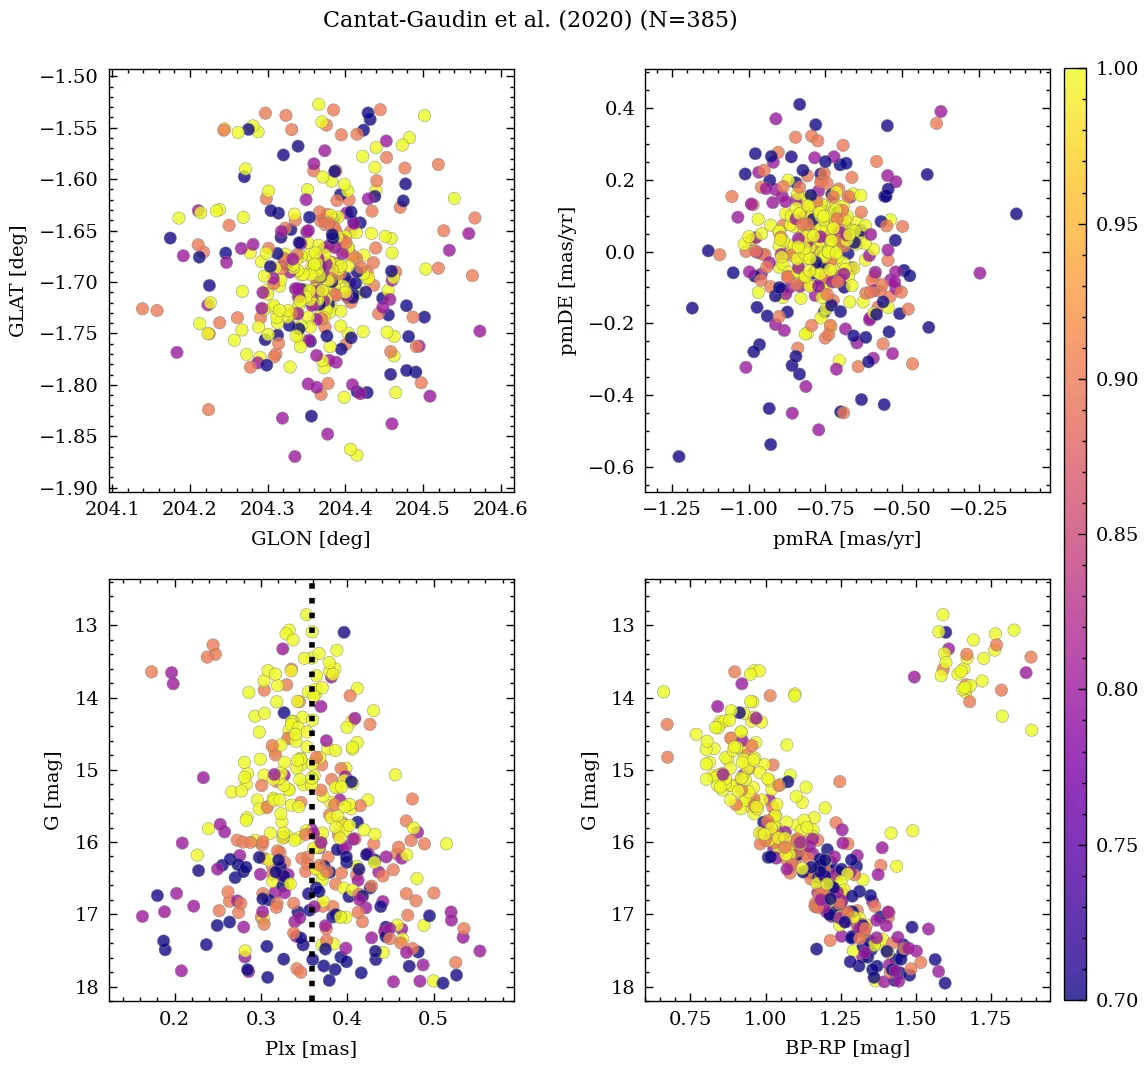 Cantat-Gaudin et al. (2020) (N=385)
−1.50
−1.55
−1.60
−1.65
−1.70
−1.75
−1.80
−1.85
−1.90
GLAT [deg]
204.1 204.2 204.3 204.4 204.5 204.6
GLON [deg]
0.4
0.2
0.0
−0.2
−0.4
−0.6
pmDE [mas/yr]
−1.25 −1.00 −0.75 −0.50 −0.25
pmRA [mas/yr]
13
14
15
16
17
18
G [mag]
0.2 0.3 0.4 0.5
Plx [mas]
13
14
15
16
17
18
G [mag]
0.75 1.00 1.25 1.50 1.75
BP-RP [mag]
1.00
0.95
0.90
0.85
0.80
0.75
0.70